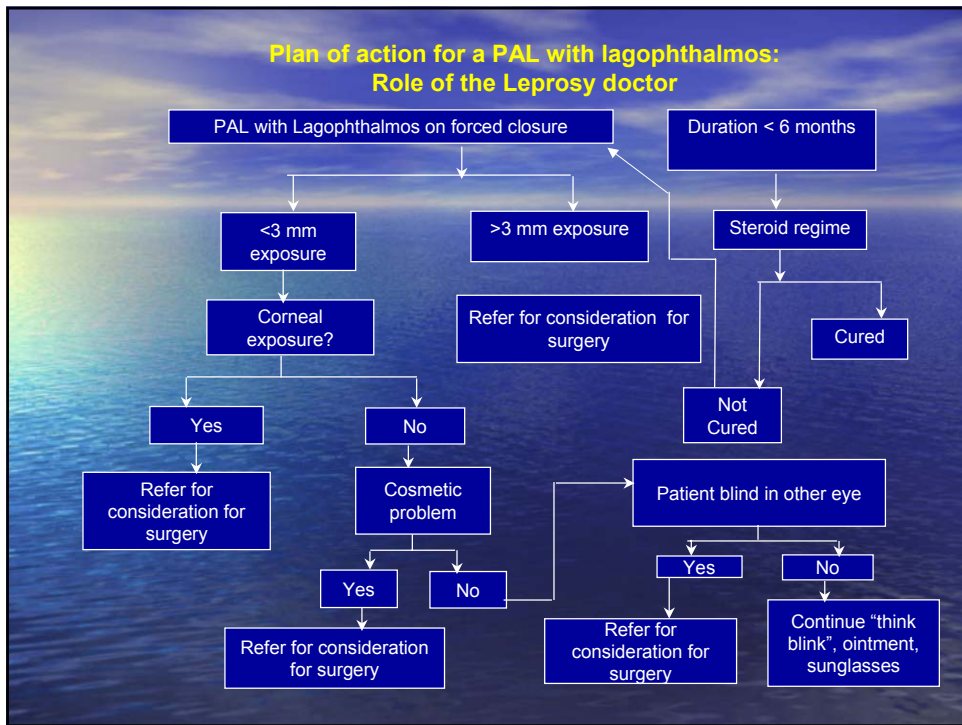 Plan of action for a PAL with lagophthalmos:
Role of the Leprosy doctor
PAL with Lagophthalmos on forced closure
Duration < 6 months
<3 mm
exposure
>3 mm exposure
Steroid regime
Corneal
exposure?
Refer for consideration for
surgery
Cured
Not
Cured
Yes
No
Refer for
consideration for
surgery
Cosmetic
problem
Patient blind in other eye
Yes
No
Yes
No
Refer for consideration
for surgery
Refer for
consideration for
surgery
Continue “think
blink”, ointment,
sunglasses